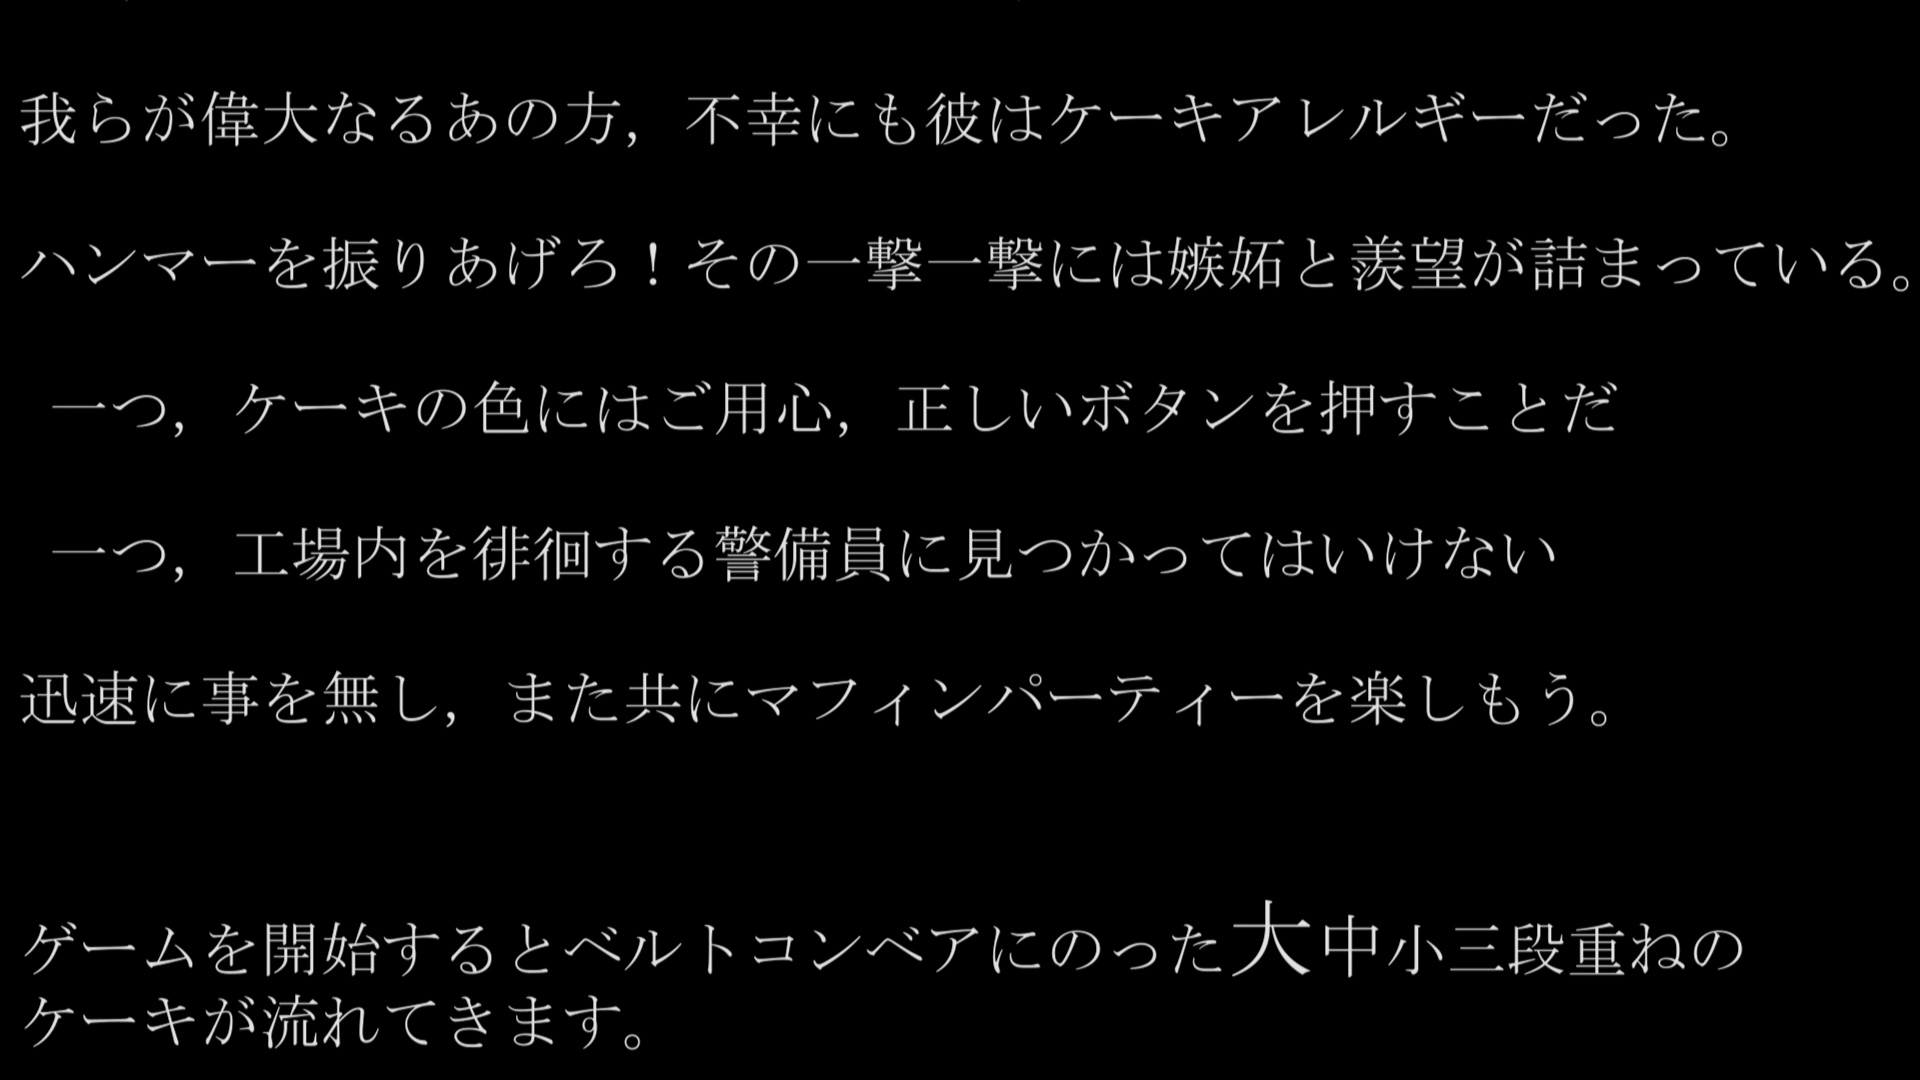 我らが偉大なるあの方，不幸にも彼はケーキアレルギーだった。
ハンマーを振りあげろ！その一撃一撃には嫉妬と羨望が詰まっている。
一つ，ケーキの色にはご用心，正しいボタンを押すことだ
一つ，工場内を徘徊する警備員に見つかってはいけない
迅速に事を無し，また共にマフィンパーティーを楽しもう。
ゲームを開始するとベルトコンベアにのった大中小三段重ねの
ケーキが流れてきます。